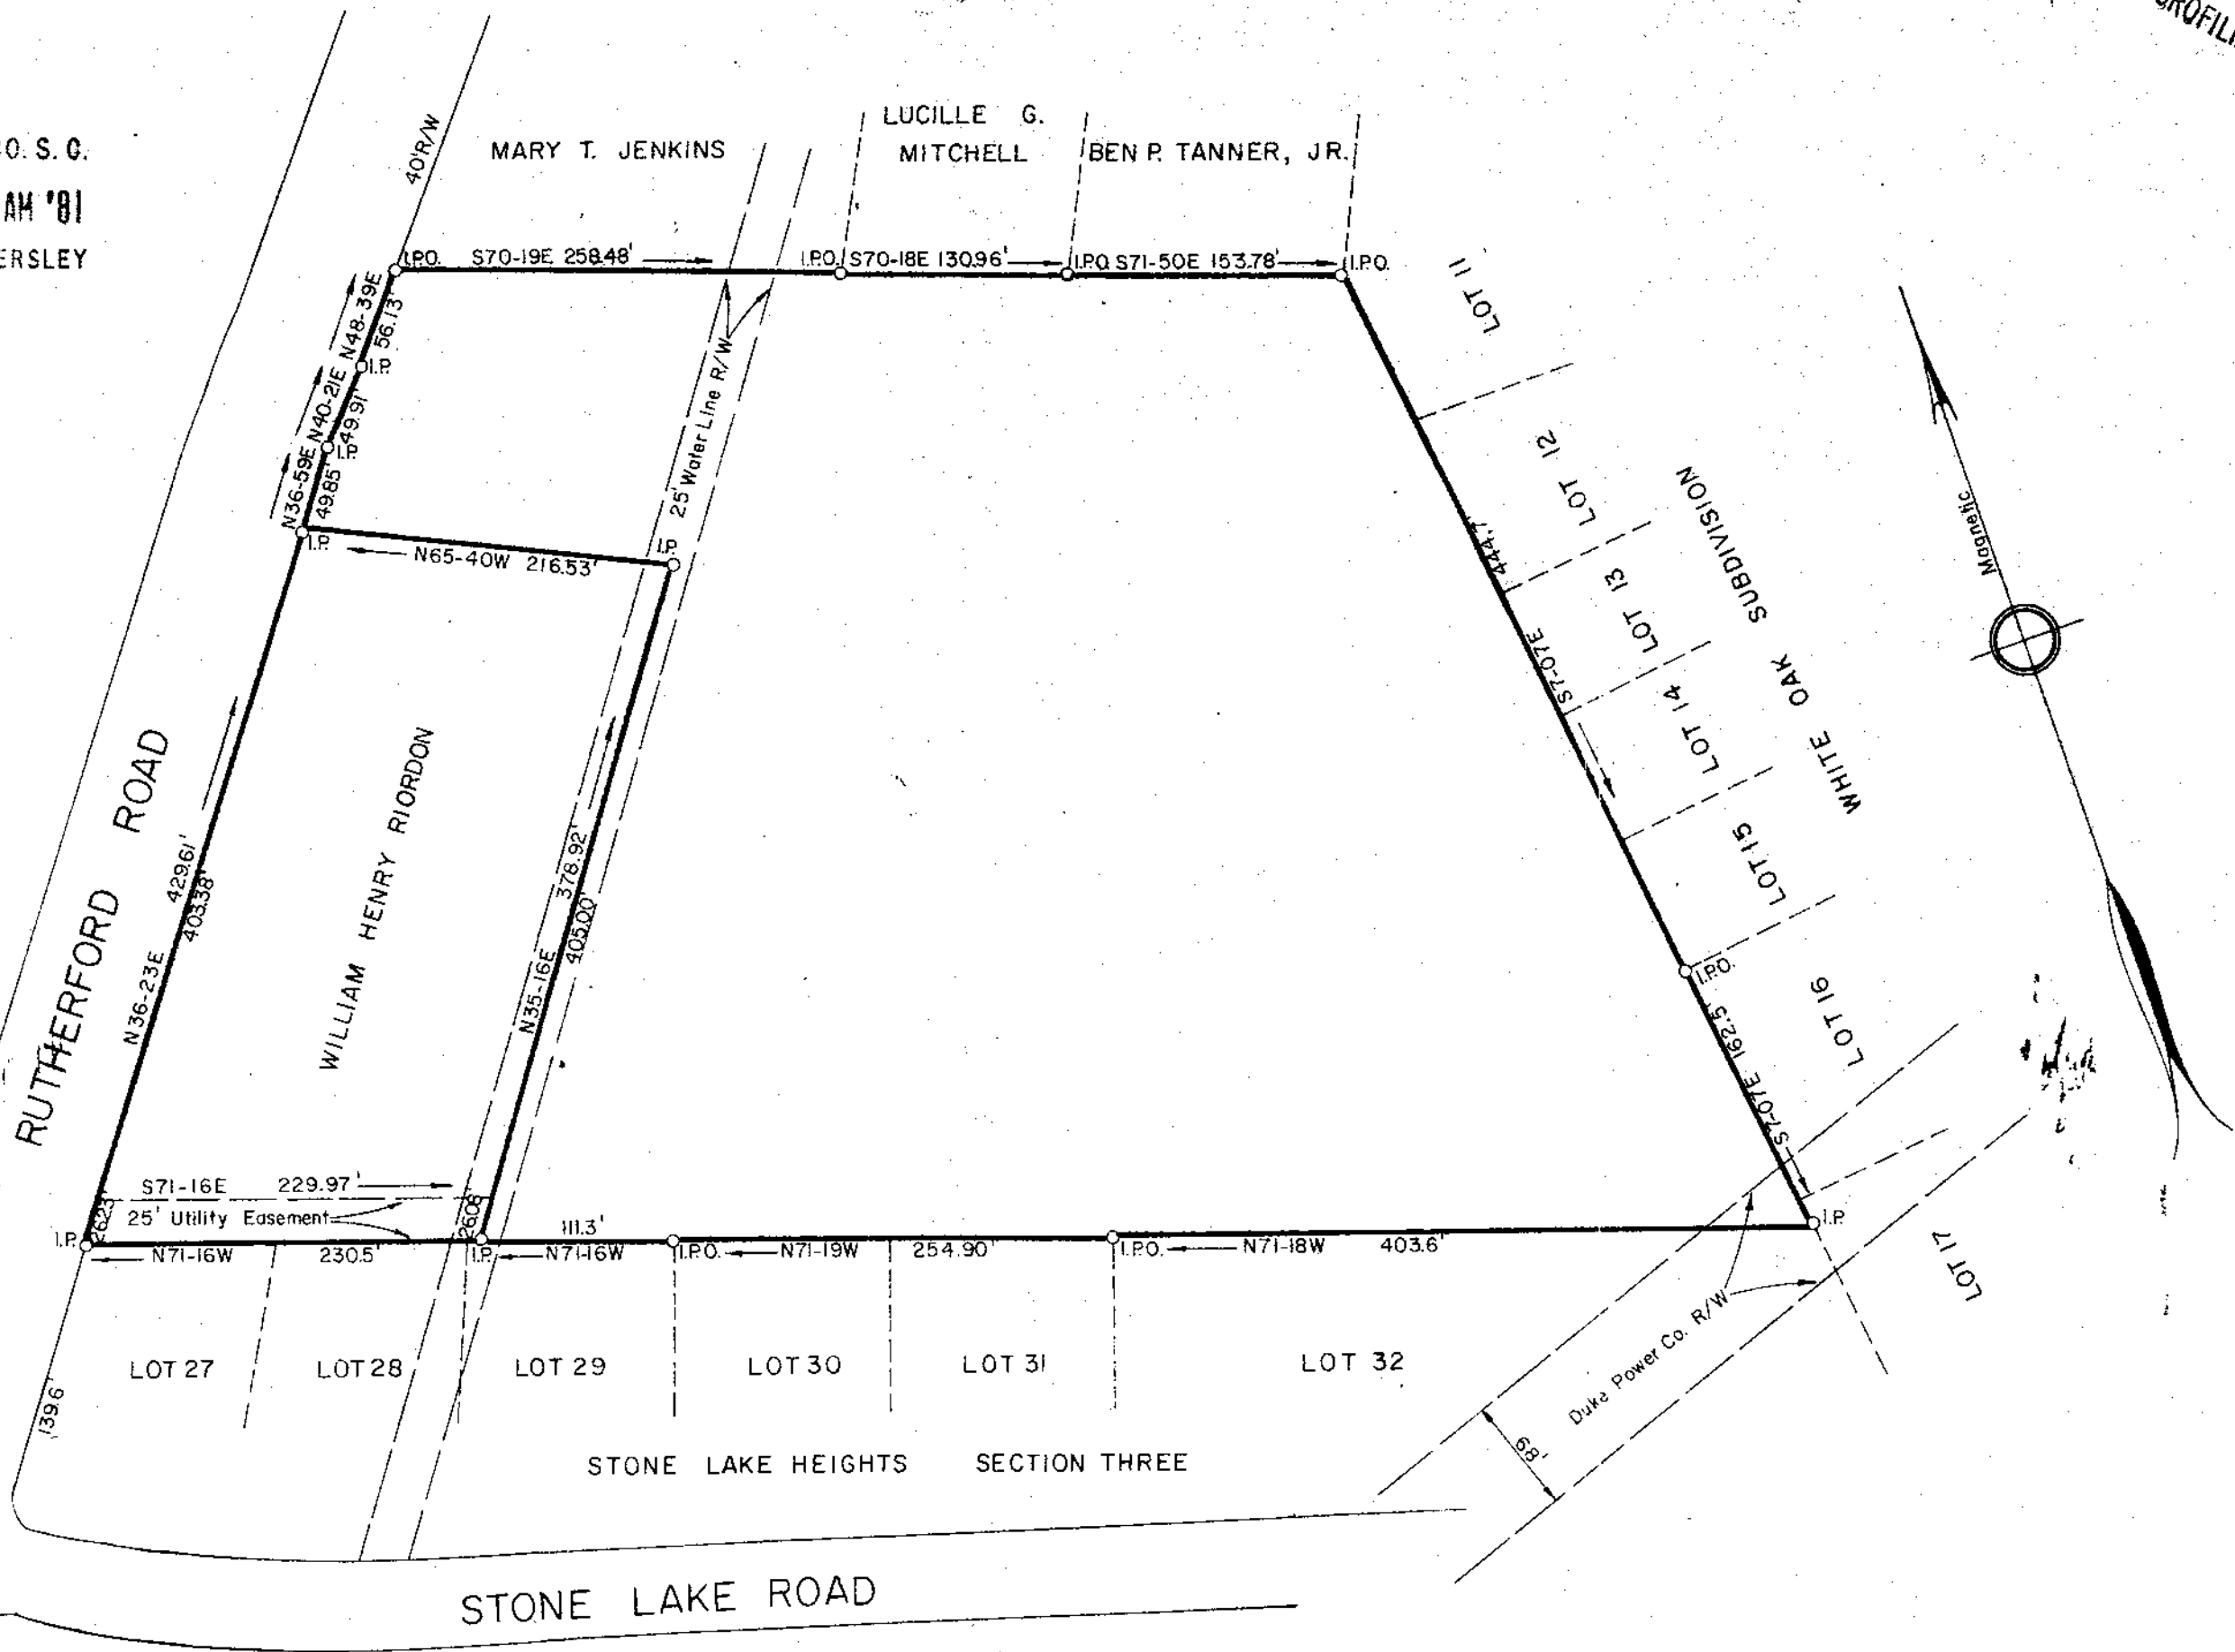 O. S. C.
AM '81
ERSLEY
40' R/W
MARY T. JENKINS
LUCILLE G.
MITCHELL
BEN P. TANNER, JR.
I.P.O. S70-19E 258.48'
I.P.O. S70-18E 130.96'
I.P.O. S71-50E 153.78'
I.P.O.
N48-39E
56.13'
I.P.
N40-21E
49.91'
I.P.
N36-59E
49.85'
I.P.
N65-40W 216.53'
I.P.
25' Water Line R/W
LOT 11
LOT 12
LOT 13
LOT 14
LOT 15
LOT 16
LOT 17
WHITE OAK SUBDIVISION
444.7'
S7-07E
I.P.O.
S7-07E 162.5'
I.P.
Magnetic
RUTHERFORD ROAD
N36-23E 429.61'
403.38'
WILLIAM HENRY RIORDON
N35-16E 378.92'
405.00'
S71-16E 229.97'
26.23
25' Utility Easement
26.08'
I.P.
N71-16W 230.5'
I.P.
111.3'
N71-16W
I.P.O.
N71-19W 254.90'
I.P.O.
N71-18W 403.6'
139.6'
LOT 27
LOT 28
LOT 29
LOT 30
LOT 31
LOT 32
Duke Power Co. R/W
68'
STONE LAKE HEIGHTS SECTION THREE
STONE LAKE ROAD